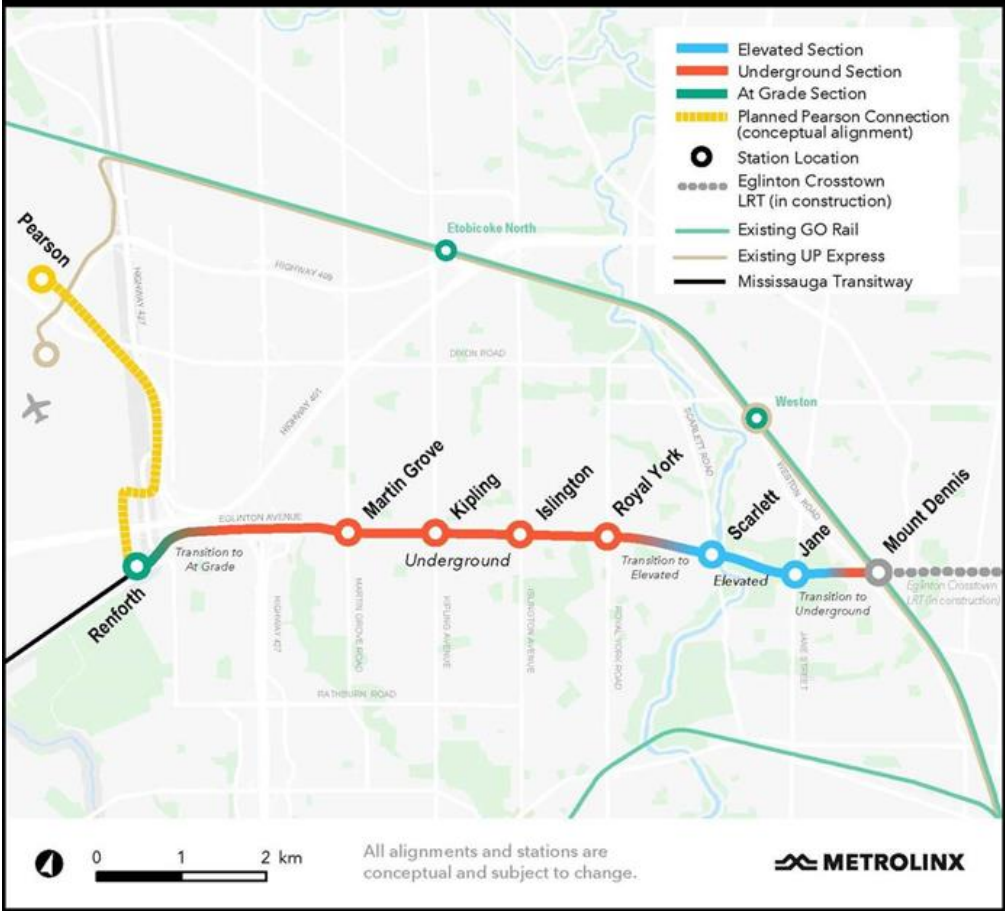 Elevated Section
Underground Section
At Grade Section
Planned Pearson Connection
(conceptual alignment)
Station Location
Eglinton Crosstown
LRT (in construction)
Existing GO Rail
Existing UP Express
Mississauga Transitway
Pearson
Etobicoke North
HIGHWAY 409
HIGHWAY 427
DIXON ROAD
HIGHWAY 401
Weston
SCARLETT ROAD
WESTON ROAD
Martin Grove
Kipling
Islington
Royal York
Scarlett
Jane
Mount Dennis
EGLINTON AVENUE
Transition to
At Grade
Underground
Transition to
Elevated
Elevated
Transition to
Underground
Eglinton Crosstown
LRT (in construction)
Renforth
HIGHWAY 427
MARTIN GROVE ROAD
KIPLING AVENUE
ISLINGTON AVENUE
ROYAL YORK ROAD
JANE STREET
RATHBURN ROAD
0 1 2 km
All alignments and stations are
conceptual and subject to change.
METROLINX